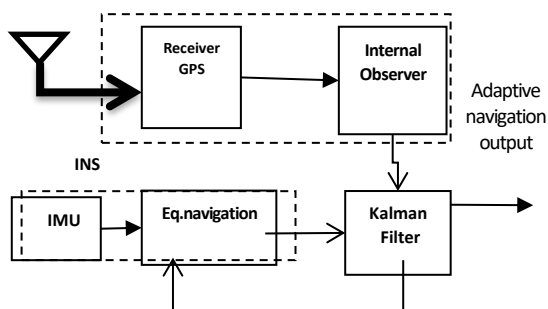 Receiver
GPS
Internal
Observer
Adaptive
navigation
output
INS
IMU
Eq.navigation
Kalman
Filter